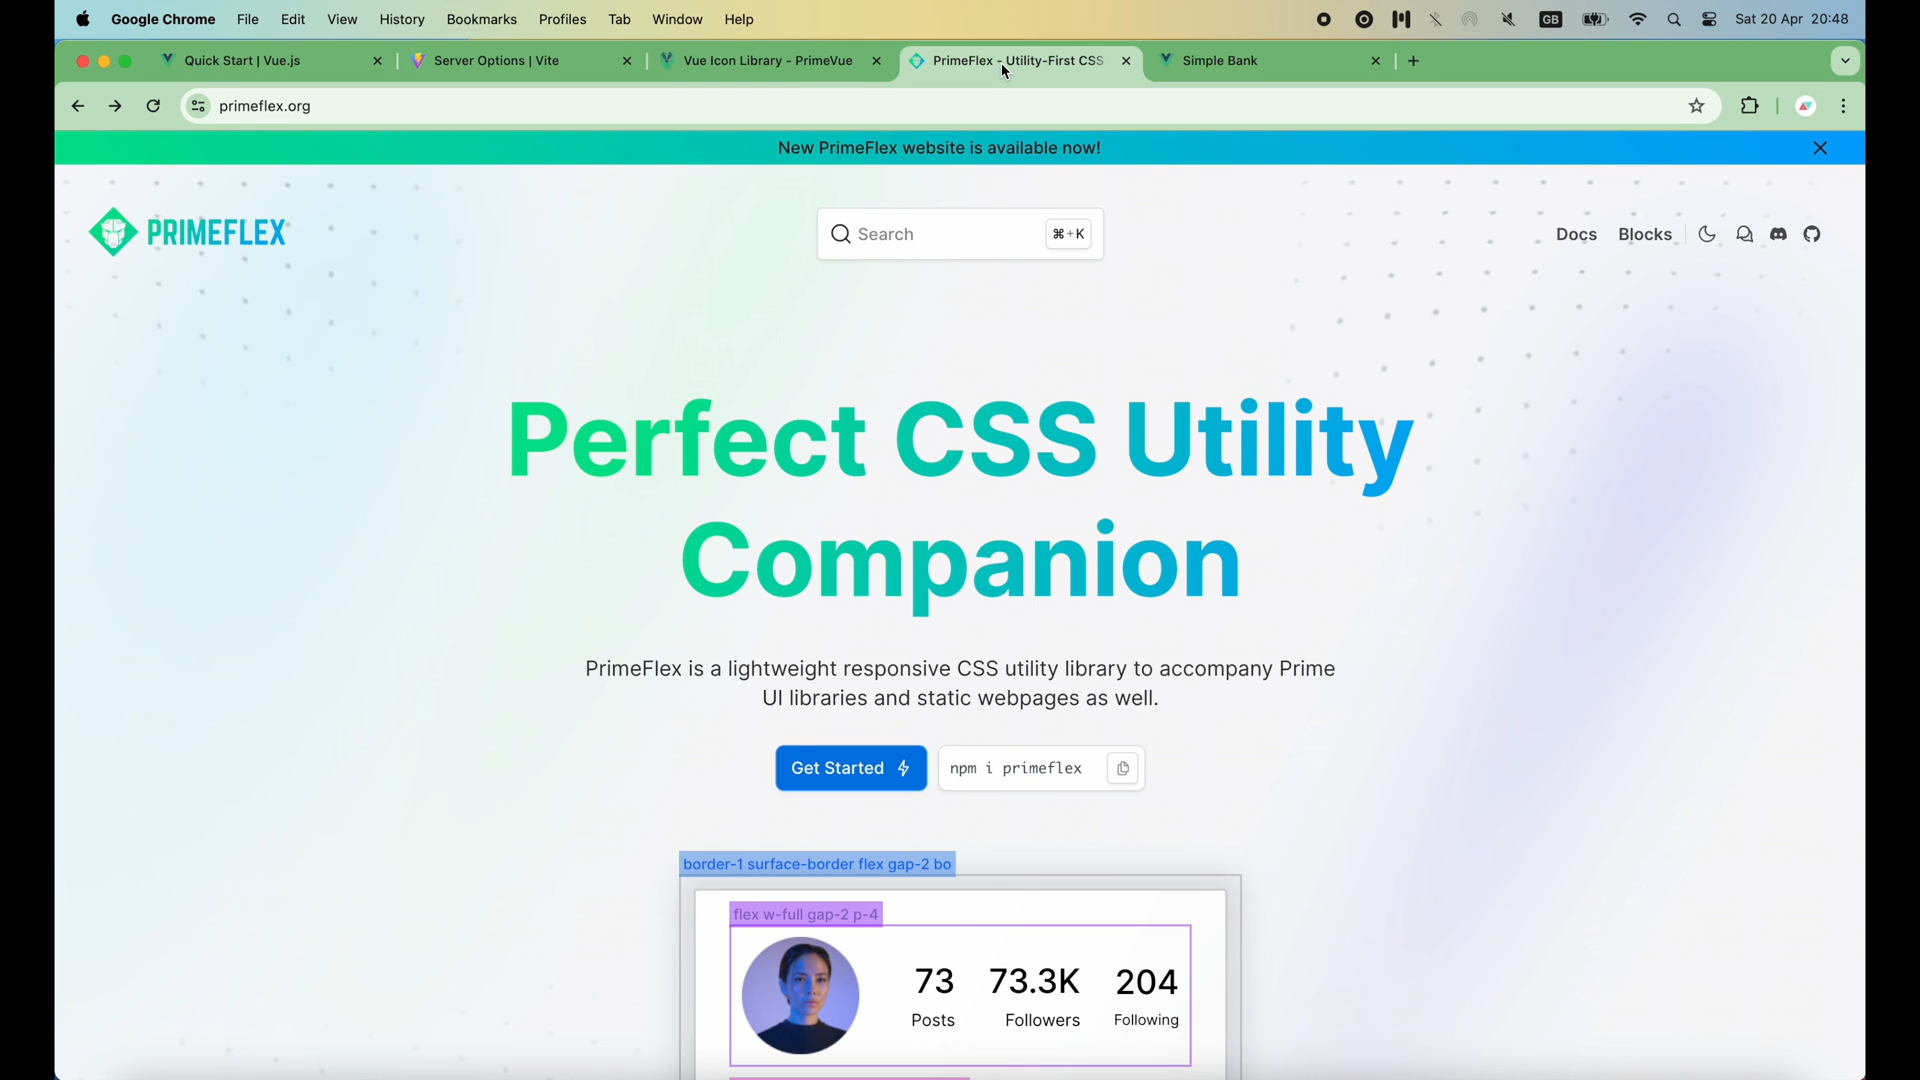 Google Chrome File Edit View History Bookmarks Profiles Tab Window Help GB Sat 20 Apr 20:48
Quick Start | Vue.js Server Options | Vite Vue Icon Library - PrimeVue PrimeFlex - Utility-First CSS Simple Bank
primeflex.org
New PrimeFlex website is available now!
PRIMEFLEX Search ⌘+K Docs Blocks
Perfect CSS Utility
Companion
PrimeFlex is a lightweight responsive CSS utility library to accompany Prime
UI libraries and static webpages as well.
Get Started npm i primeflex
border-1 surface-border flex gap-2 bo
flex w-full gap-2 p-4
73 73.3K 204
Posts Followers Following